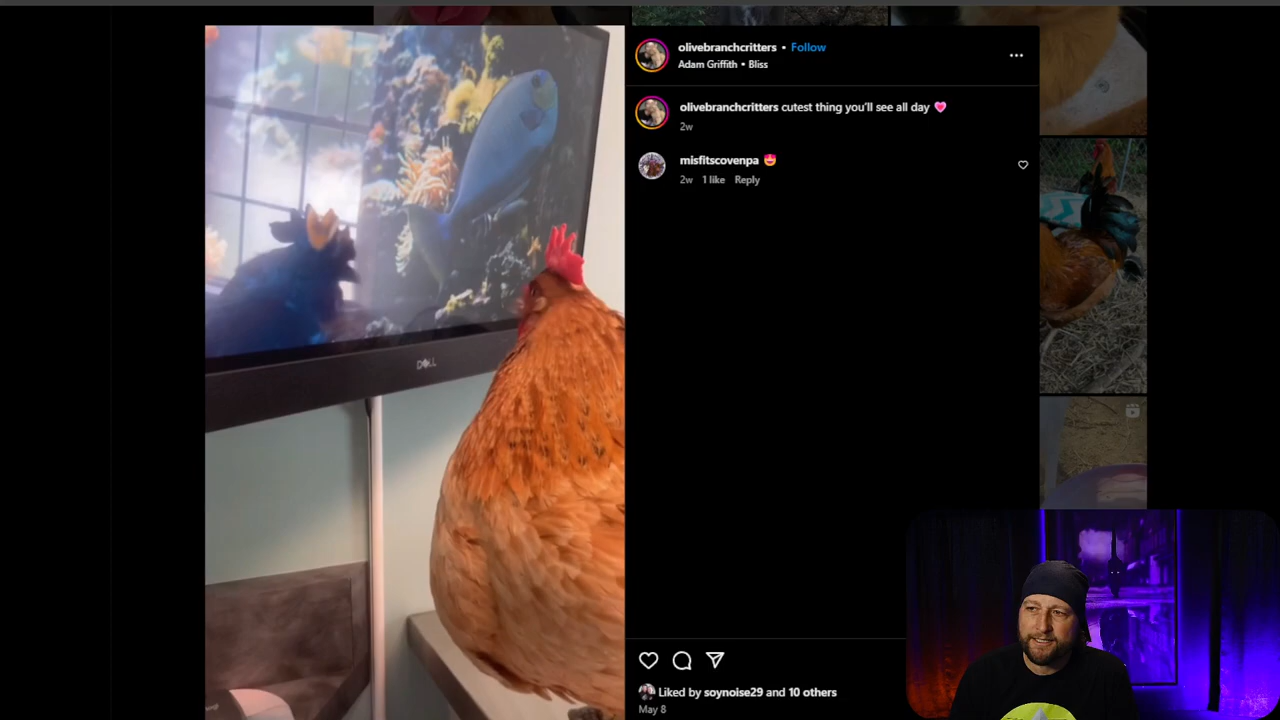 olivebranchcritters • Follow
Adam Griffith • Bliss
olivebranchcritters cutest thing you'll see all day 💗
2w
misfitscovenpa 😍
2w 1 like Reply
DELL
Liked by soynoise29 and 10 others
May 8